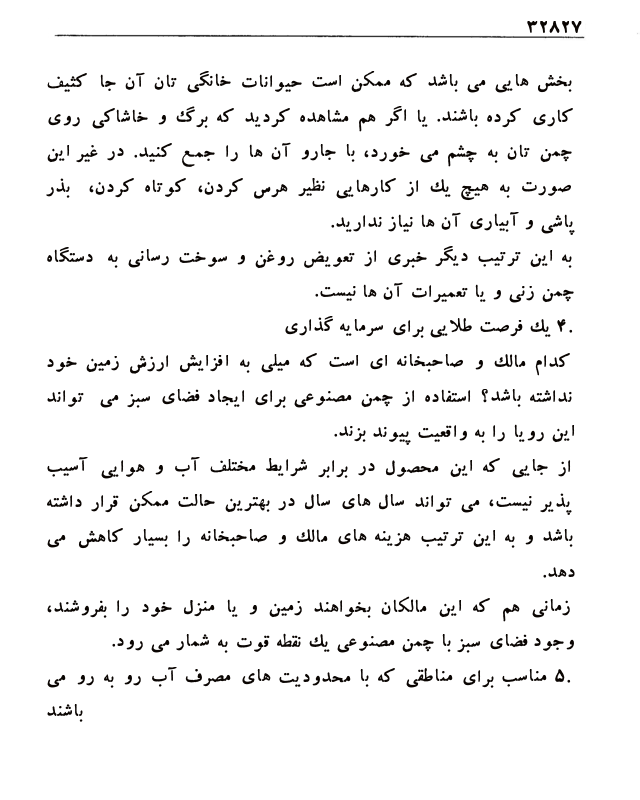 ۳۲۸۲۷
بخش هایی می باشد که ممکن است حیوانات خانگی تان آن جا کثیف
کاری کرده باشند. یا اگر هم مشاهده کردید که برگ و خاشاکی روی
چمن تان به چشم می خورد، با جارو آن ها را جمع کنید. در غیر این
صورت به هیچ یك از کارهایی نظیر هرس کردن، کوتاه کردن، بذر
پاشی و آبیاری آن ها نیاز ندارید.
به این ترتیب دیگر خبری از تعویض روغن و سوخت رسانی به دستگاه
چمن زنی و یا تعمیرات آن ها نیست.
.۴ یك فرصت طلایی برای سرمایه گذاری
کدام مالك و صاحبخانه ای است که میلی به افزایش ارزش زمین خود
نداشته باشد؟ استفاده از چمن مصنوعی برای ایجاد فضای سبز می تواند
این رویا را به واقعیت پیوند بزند.
از جایی که این محصول در برابر شرایط مختلف آب و هوایی آسیب
پذیر نیست، می تواند سال های سال در بهترین حالت ممکن قرار داشته
باشد و به این ترتیب هزینه های مالك و صاحبخانه را بسیار کاهش می
دهد.
زمانی هم که این مالکان بخواهند زمین و یا منزل خود را بفروشند،
وجود فضای سبز با چمن مصنوعی یك نقطه قوت به شمار می رود.
.۵ مناسب برای مناطقی که با محدودیت های مصرف آب رو به رو می
باشند